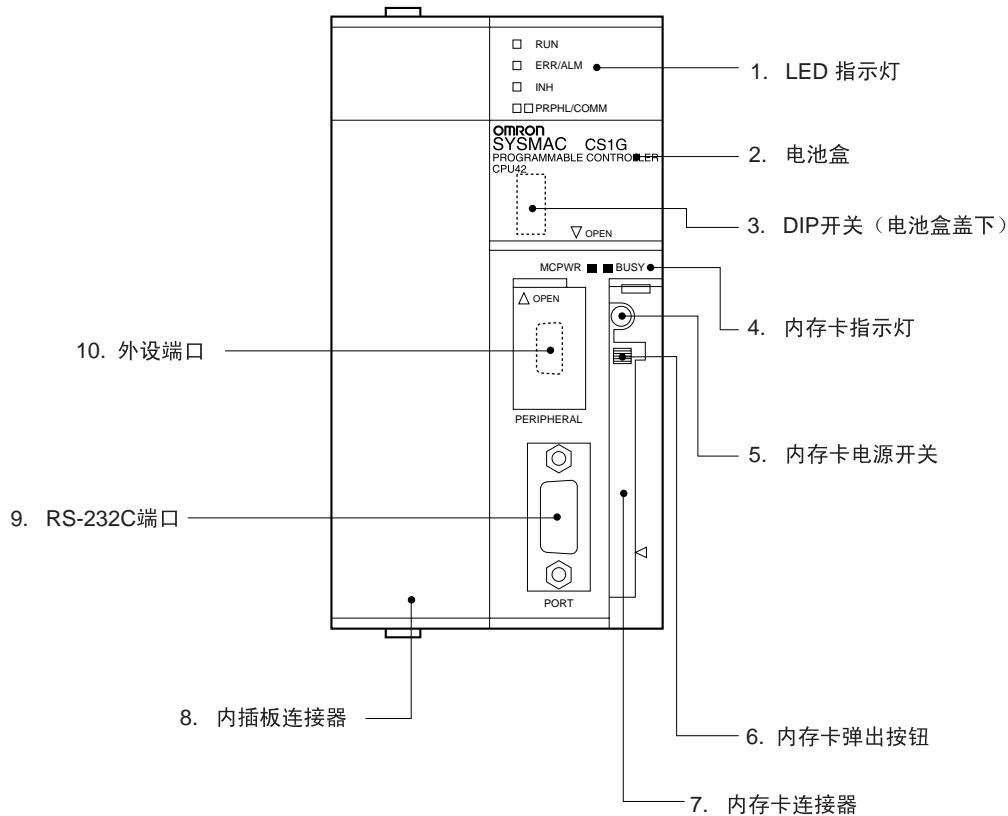 RUN
ERR/ALM
INH
PRPHL/COMM
OMRON
SYSMAC CS1G
PROGRAMMABLE CONTROLLER
CPU42
OPEN
MCPWR BUSY
OPEN
PERIPHERAL
PORT
1. LED 指示灯
2. 电池盒
3. DIP开关（电池盒盖下）
4. 内存卡指示灯
5. 内存卡电源开关
6. 内存卡弹出按钮
7. 内存卡连接器
8. 内插板连接器
9. RS-232C端口
10. 外设端口